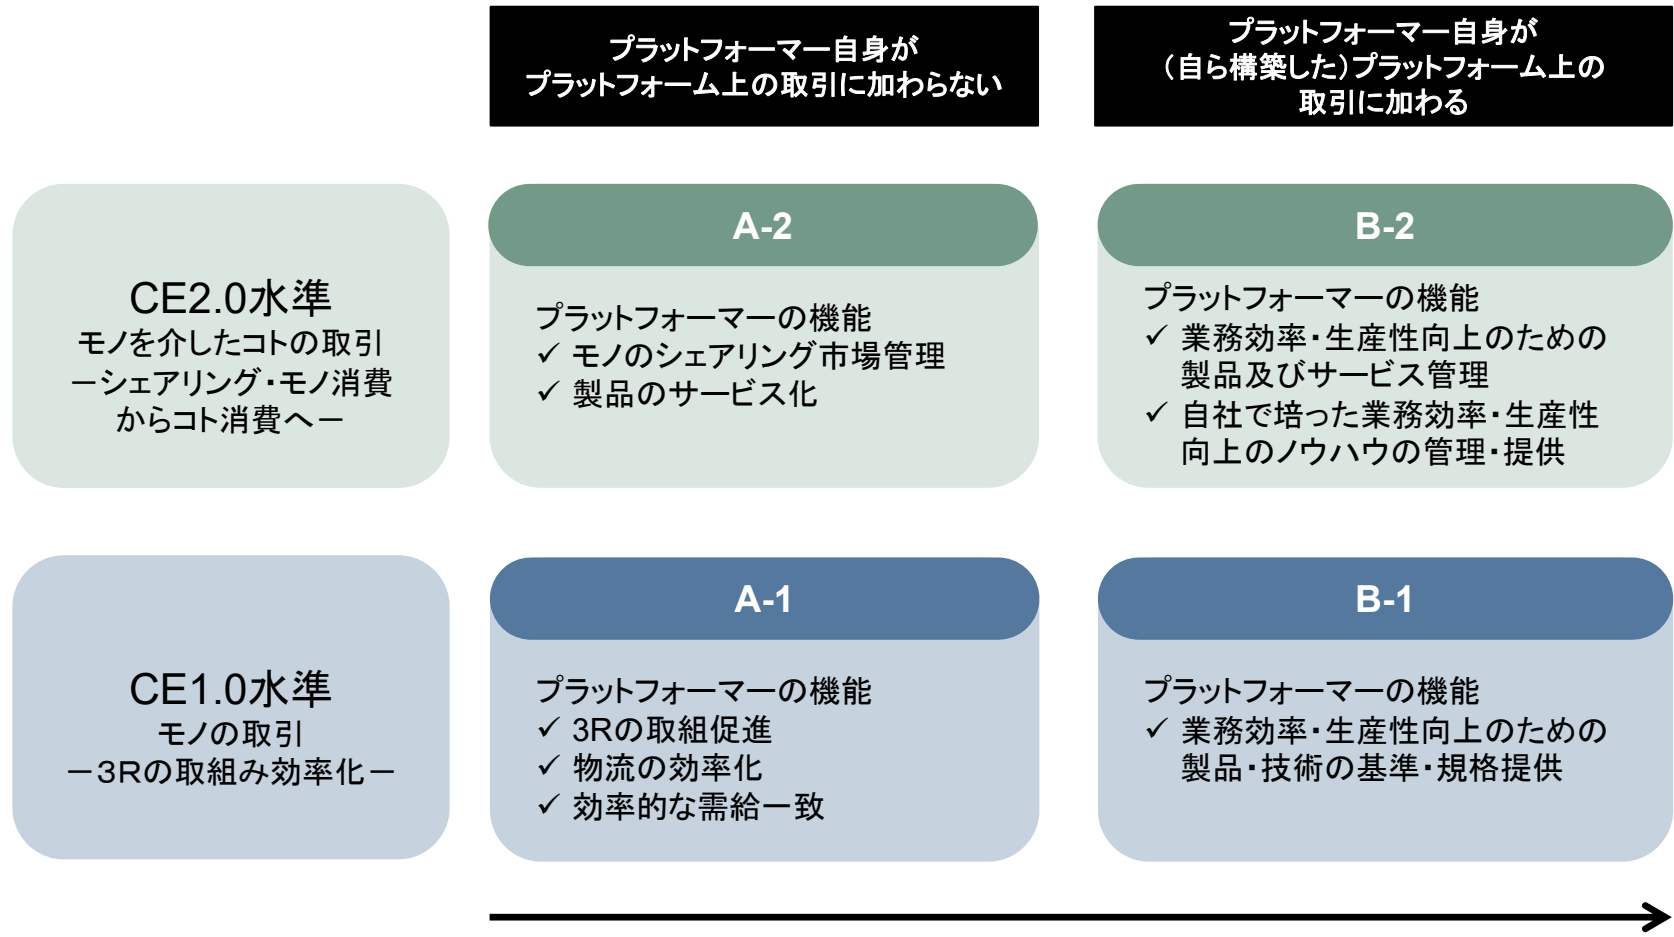 プラットフォーマー自身が
プラットフォーム上の取引に加わらない
プラットフォーマー自身が
（自ら構築した）プラットフォーム上の
取引に加わる
CE2.0水準
モノを介したコトの取引
－シェアリング・モノ消費
からコト消費へ－
A-2
プラットフォーマーの機能
✓ モノのシェアリング市場管理
✓ 製品のサービス化
B-2
プラットフォーマーの機能
✓ 業務効率・生産性向上のための
製品及びサービス管理
✓ 自社で培った業務効率・生産性
向上のノウハウの管理・提供
CE1.0水準
モノの取引
－３Ｒの取組み効率化－
A-1
プラットフォーマーの機能
✓ 3Rの取組促進
✓ 物流の効率化
✓ 効率的な需給一致
B-1
プラットフォーマーの機能
✓ 業務効率・生産性向上のための
製品・技術の基準・規格提供